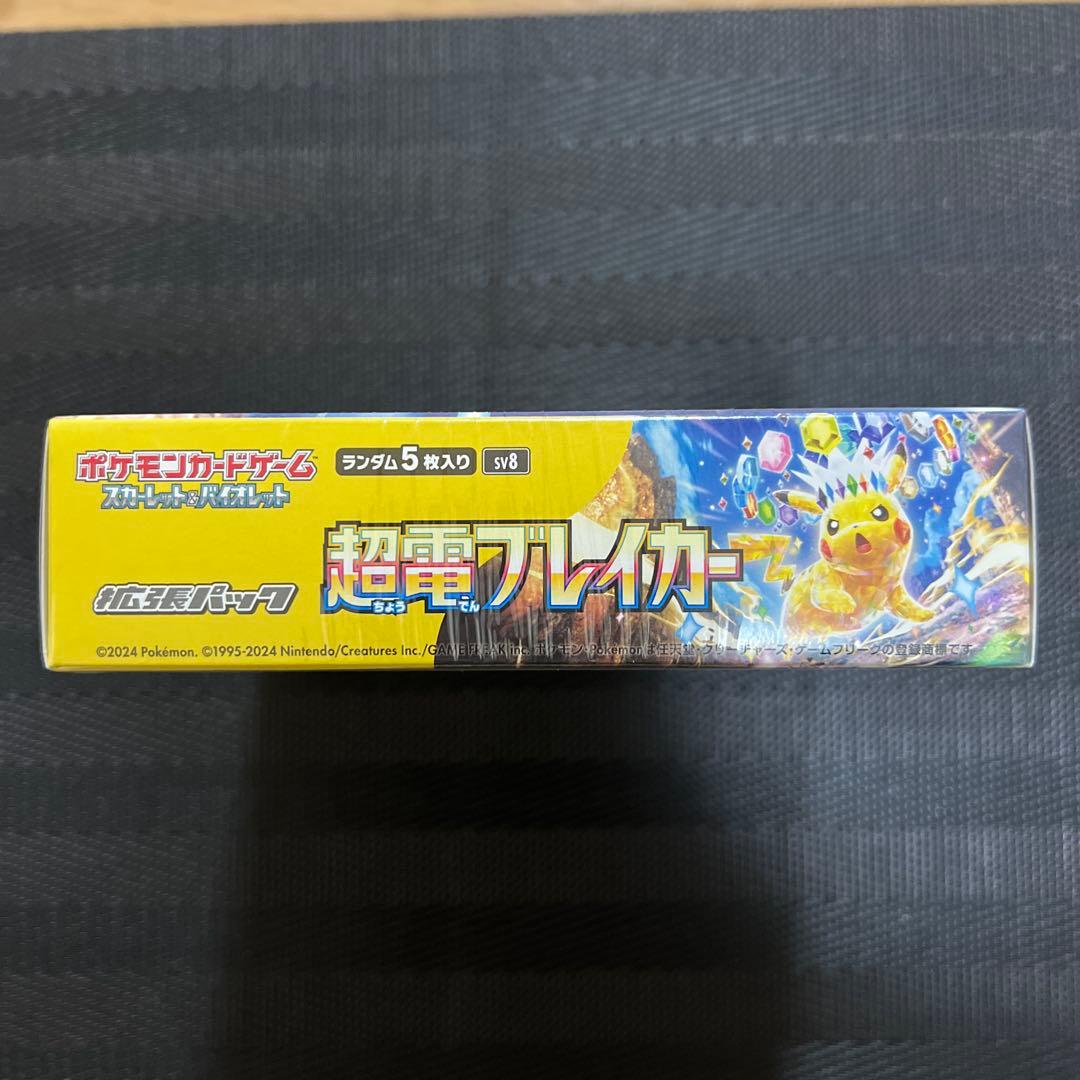 ポケモンカードゲーム™
スカーレット&バイオレット
ランダム5枚入り
SV8
超電ブレイカー
ちょう でん
拡張パック
©2024 Pokémon. ©1995-2024 Nintendo/Creatures Inc./GAME FREAK inc. ポケモン・Pokémonは任天堂・クリーチャーズ・ゲームフリークの登録商標です